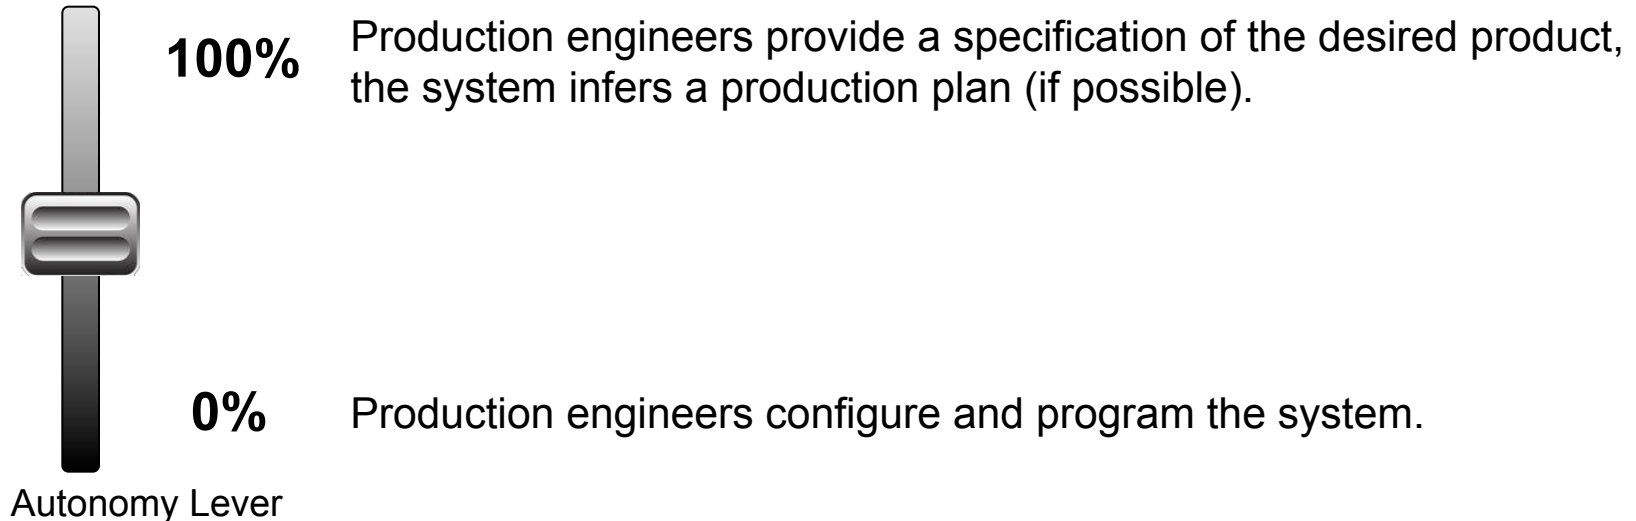 100%
Production engineers provide a specification of the desired product,
the system infers a production plan (if possible).
0%
Production engineers configure and program the system.
Autonomy Lever